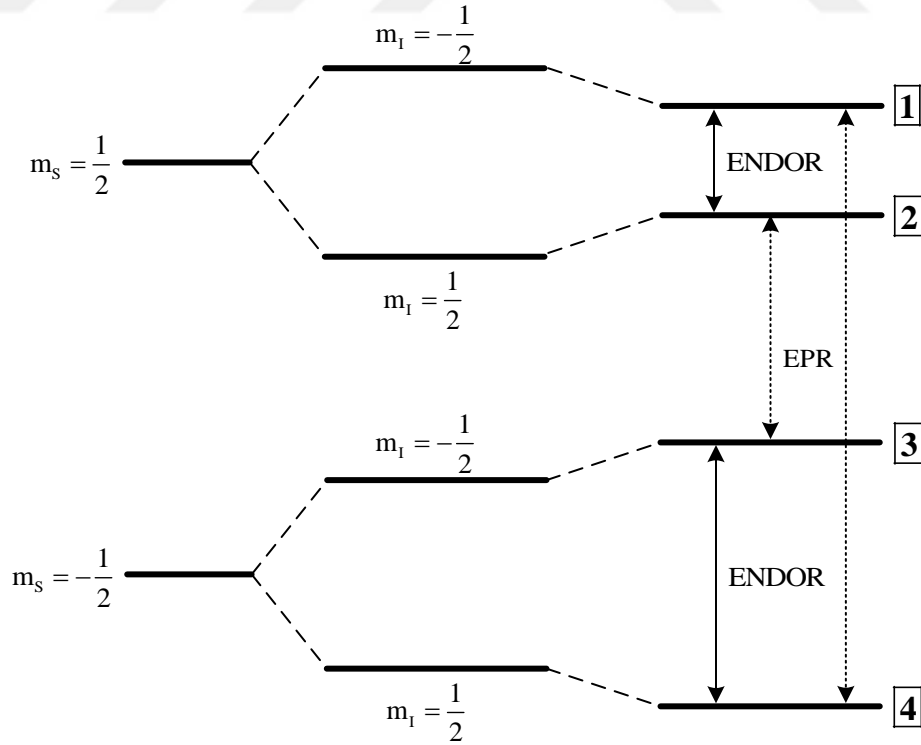 m_I = -1/2
1
m_S = 1/2
ENDOR
2
m_I = 1/2
EPR
m_I = -1/2
3
m_S = -1/2
ENDOR
m_I = 1/2
4